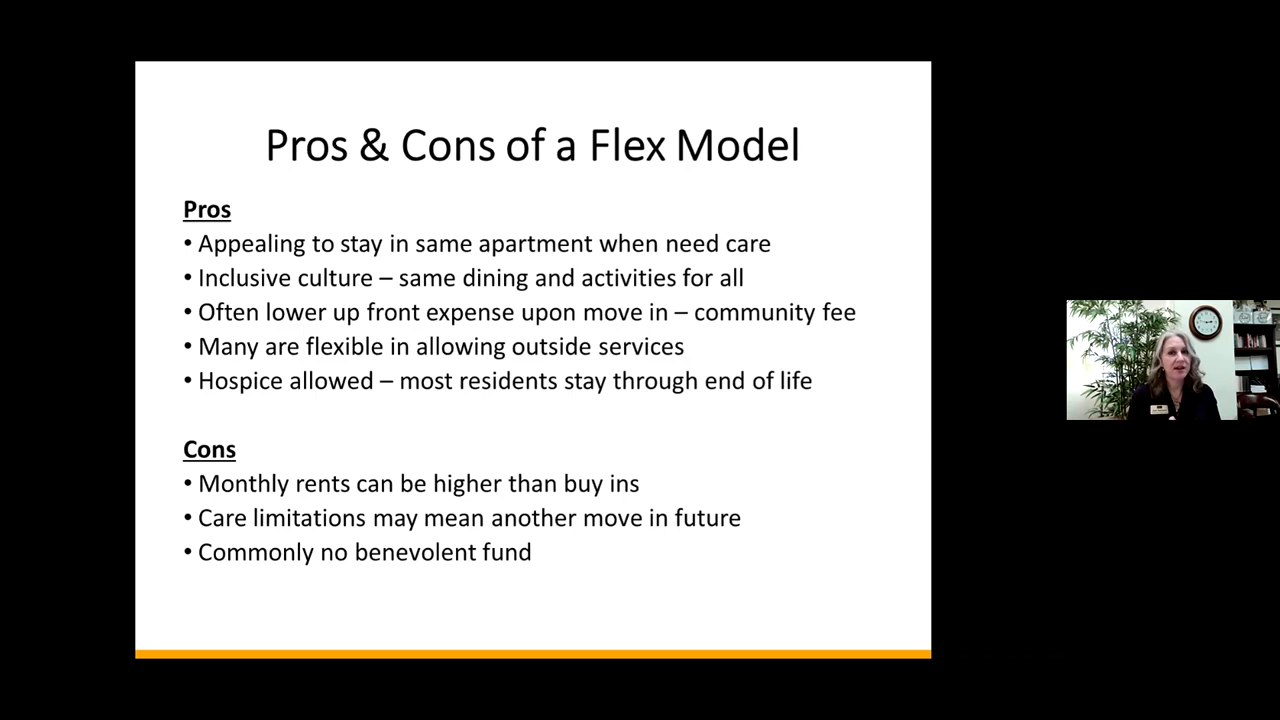 Pros & Cons of a Flex Model
Pros
• Appealing to stay in same apartment when need care
• Inclusive culture – same dining and activities for all
• Often lower up front expense upon move in – community fee
• Many are flexible in allowing outside services
• Hospice allowed – most residents stay through end of life
Cons
• Monthly rents can be higher than buy ins
• Care limitations may mean another move in future
• Commonly no benevolent fund